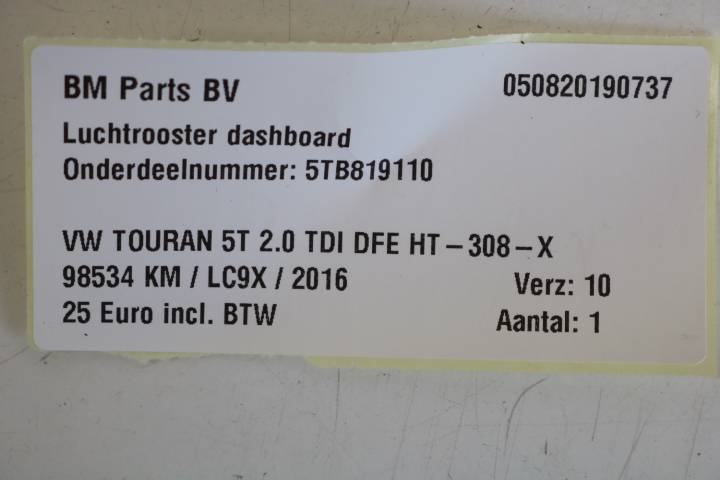 BM Parts BV 050820190737
Luchtrooster dashboard
Onderdeelnummer: 5TB819110
VW TOURAN 5T 2.0 TDI DFE HT-308-X
98534 KM / LC9X / 2016 Verz: 10
25 Euro incl. BTW Aantal: 1